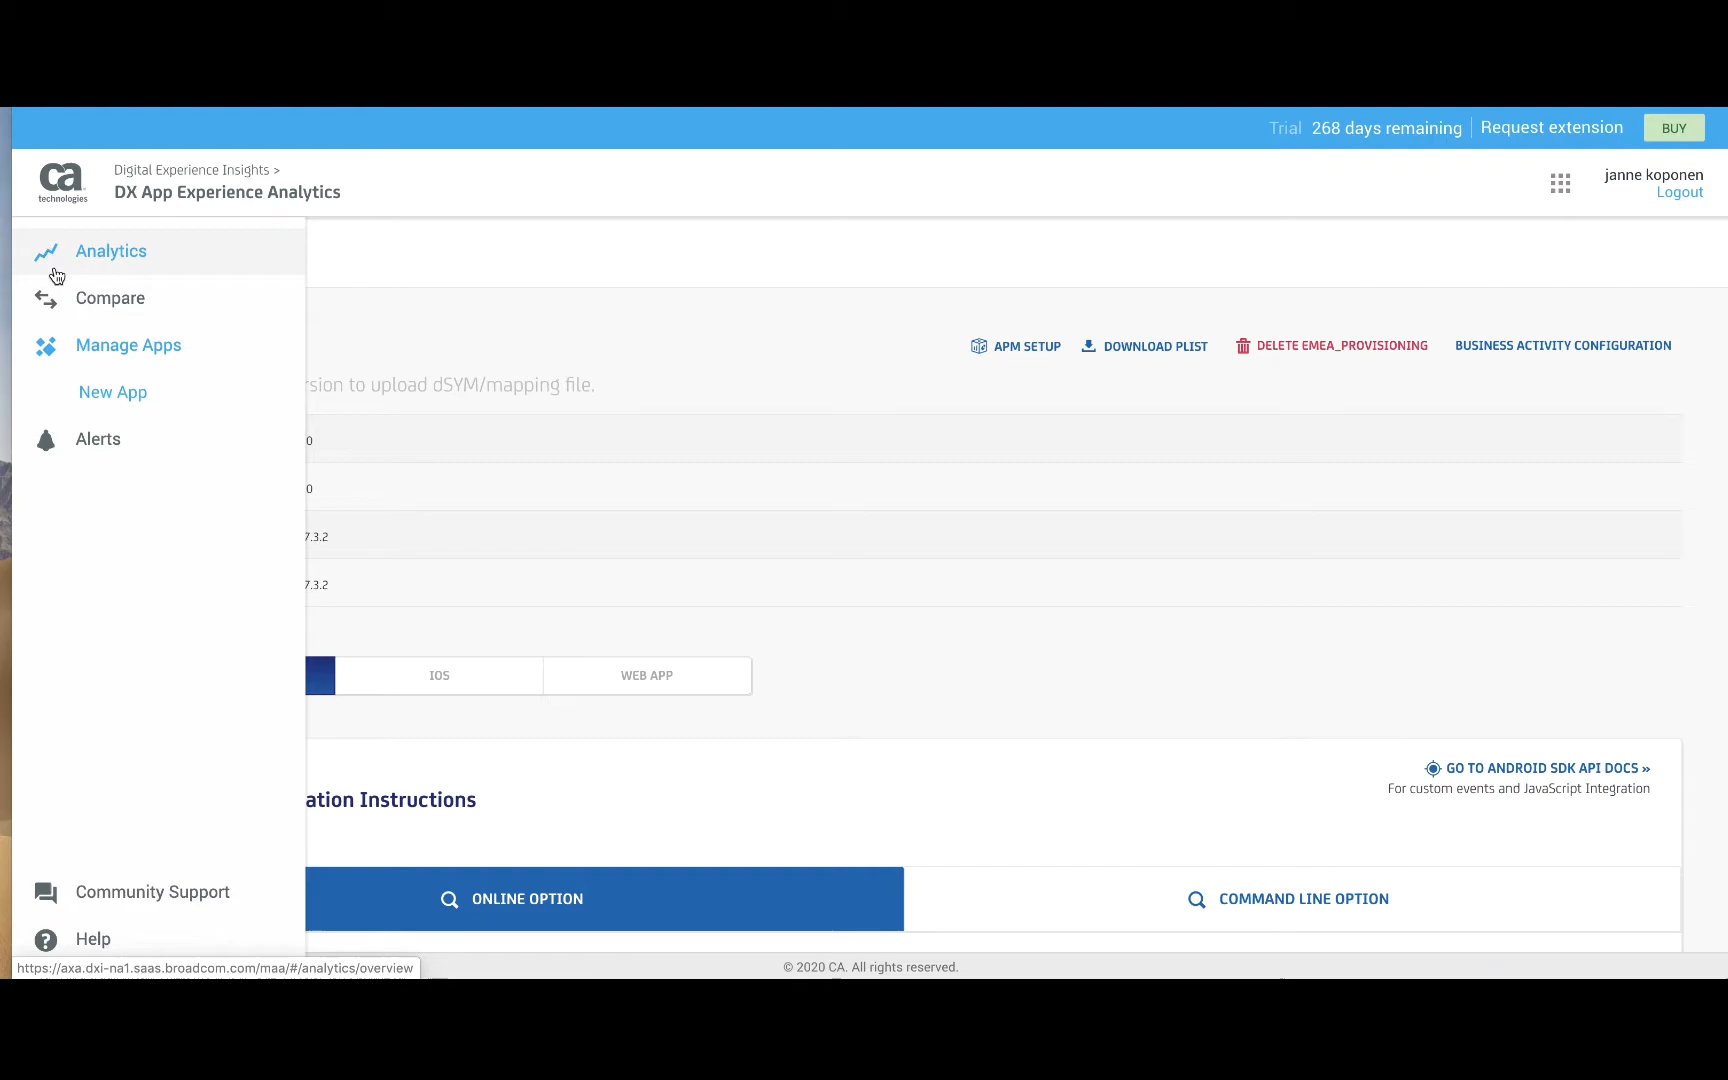 Trial 268 days remaining Request extension BUY
ca technologies
Digital Experience Insights >
DX App Experience Analytics
janne koponen
Logout
Analytics
Compare
Manage Apps
New App
Alerts
APM SETUP DOWNLOAD PLIST DELETE EMEA_PROVISIONING BUSINESS ACTIVITY CONFIGURATION
rsion to upload dSYM/mapping file.
0
0
7.3.2
7.3.2
IOS WEB APP
GO TO ANDROID SDK API DOCS »
For custom events and JavaScript Integration
ation Instructions
ONLINE OPTION COMMAND LINE OPTION
Community Support
Help
https://axa.dxi-na1.saas.broadcom.com/maa/#/analytics/overview
© 2020 CA. All rights reserved.